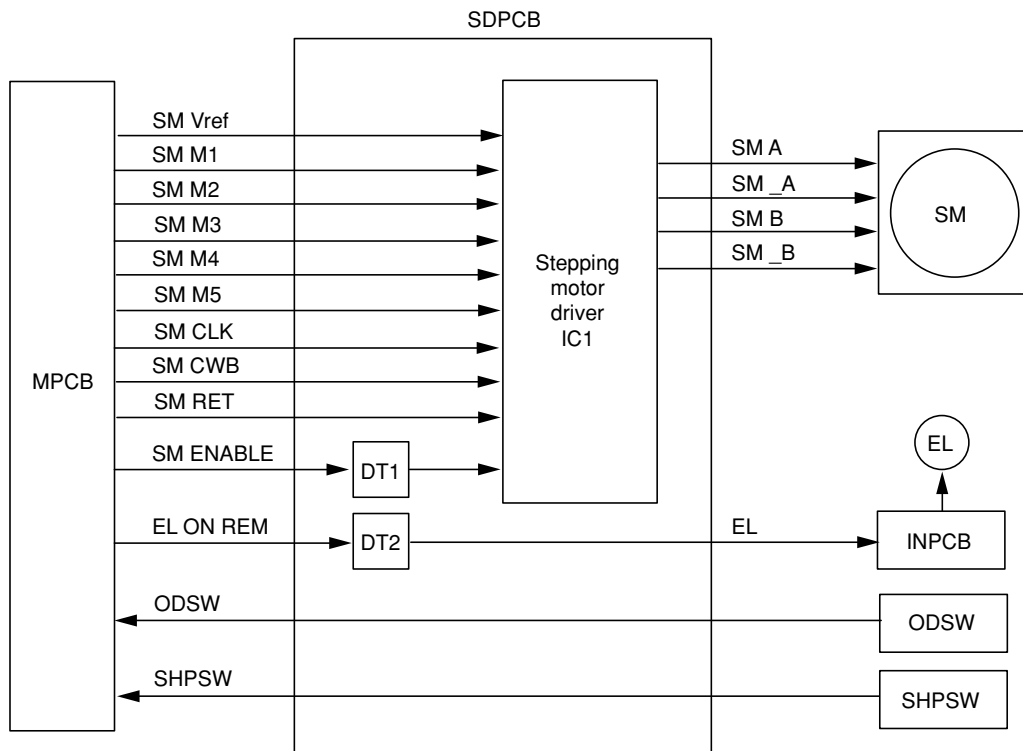 SDPCB
MPCB
SM Vref
SM M1
SM M2
SM M3
SM M4
SM M5
SM CLK
SM CWB
SM RET
SM ENABLE
DT1
EL ON REM
DT2
ODSW
SHPSW
Stepping
motor
driver
IC1
SM A
SM _A
SM B
SM _B
SM
EL
EL
INPCB
ODSW
SHPSW